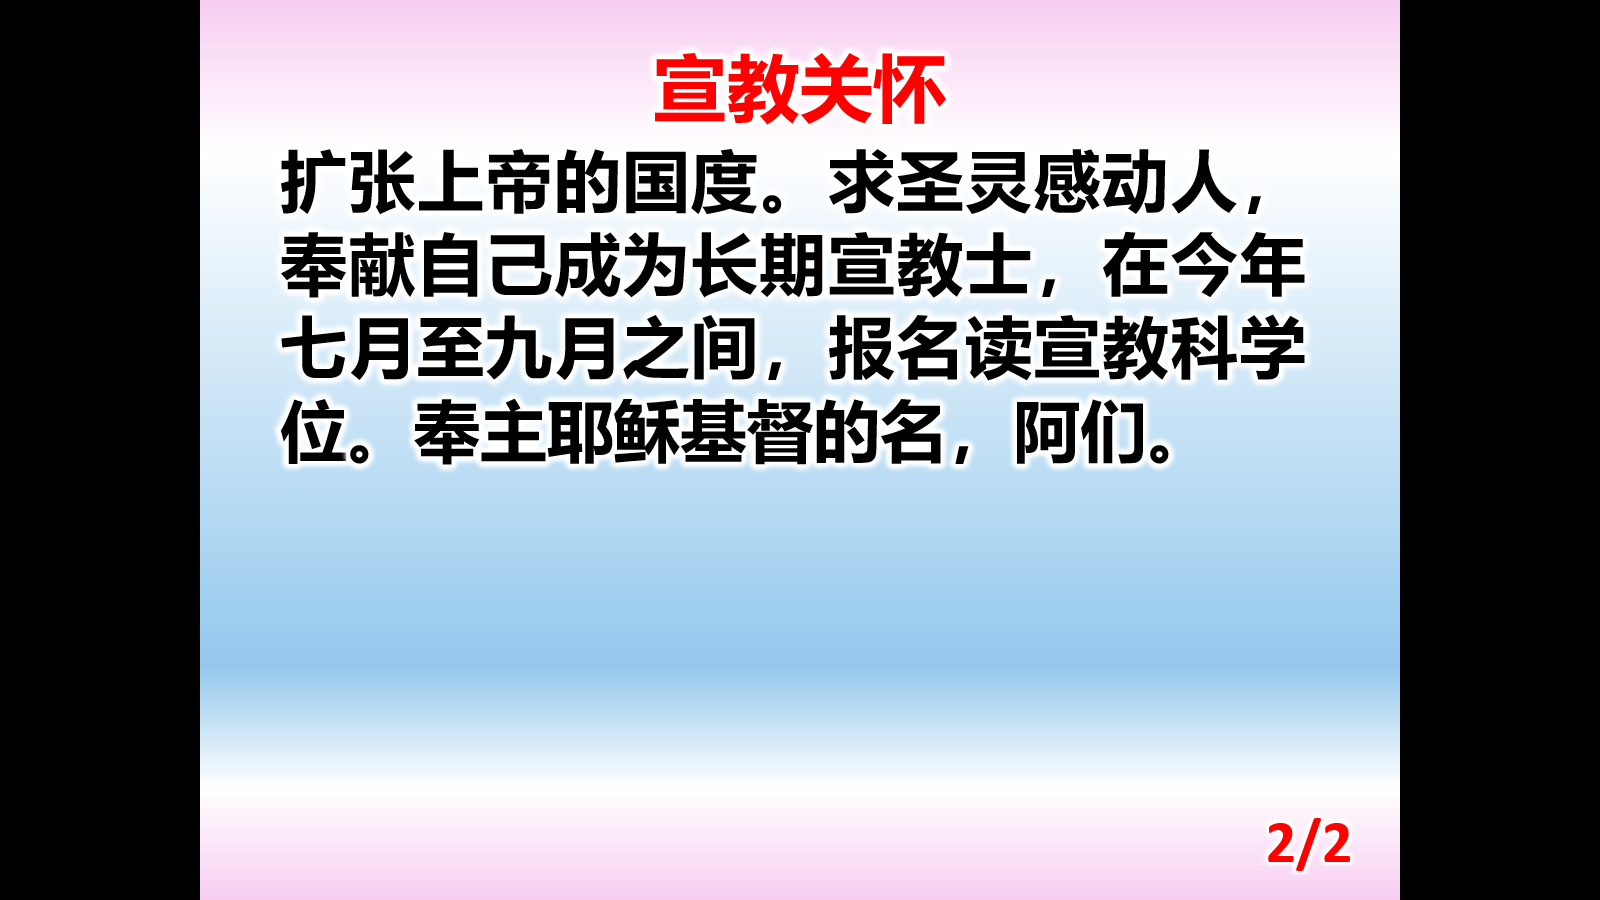 宣教关怀
扩张上帝的国度。求圣灵感动人，
奉献自己成为长期宣教士，在今年
七月至九月之间，报名读宣教科学
位。奉主耶稣基督的名，阿们。
2/2